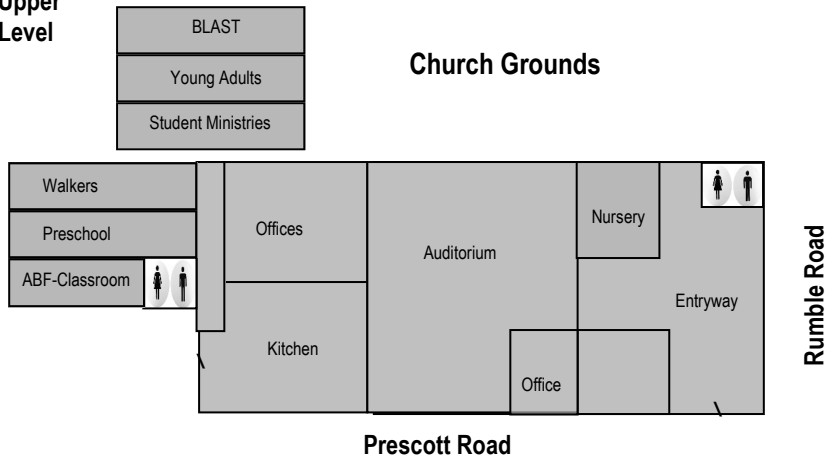 Upper
Level
BLAST
Young Adults
Student Ministries
Church Grounds
Walkers
Preschool
ABF-Classroom
Offices
Kitchen
Auditorium
Nursery
Entryway
Office
Rumble Road
Prescott Road